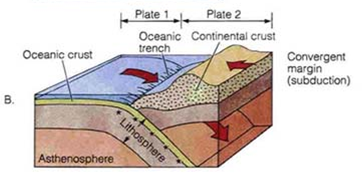 Plate 1
Plate 2
Oceanic
trench
Continental crust
Oceanic crust
Convergent
margin
(subduction)
B.
Lithosphere
Asthenosphere